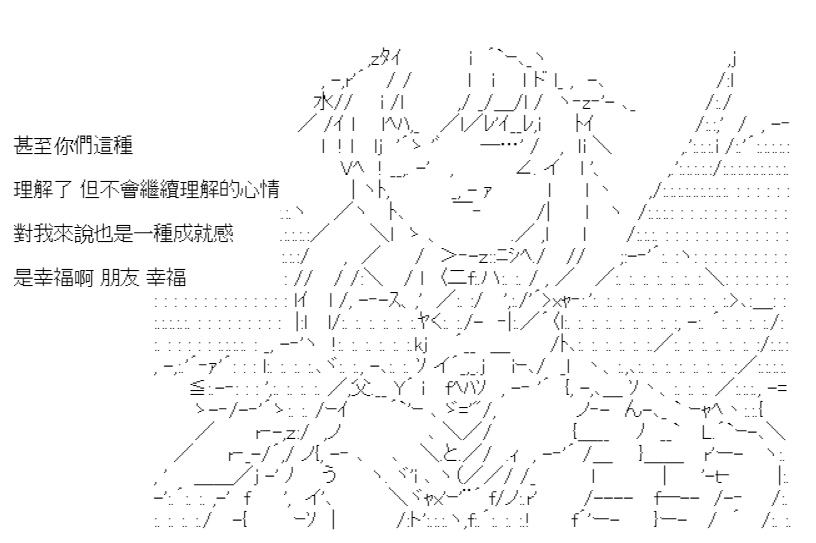 甚至你們這種
理解了 但不會繼續理解的心情
對我來說也是一種成就感
是幸福啊 朋友 幸福